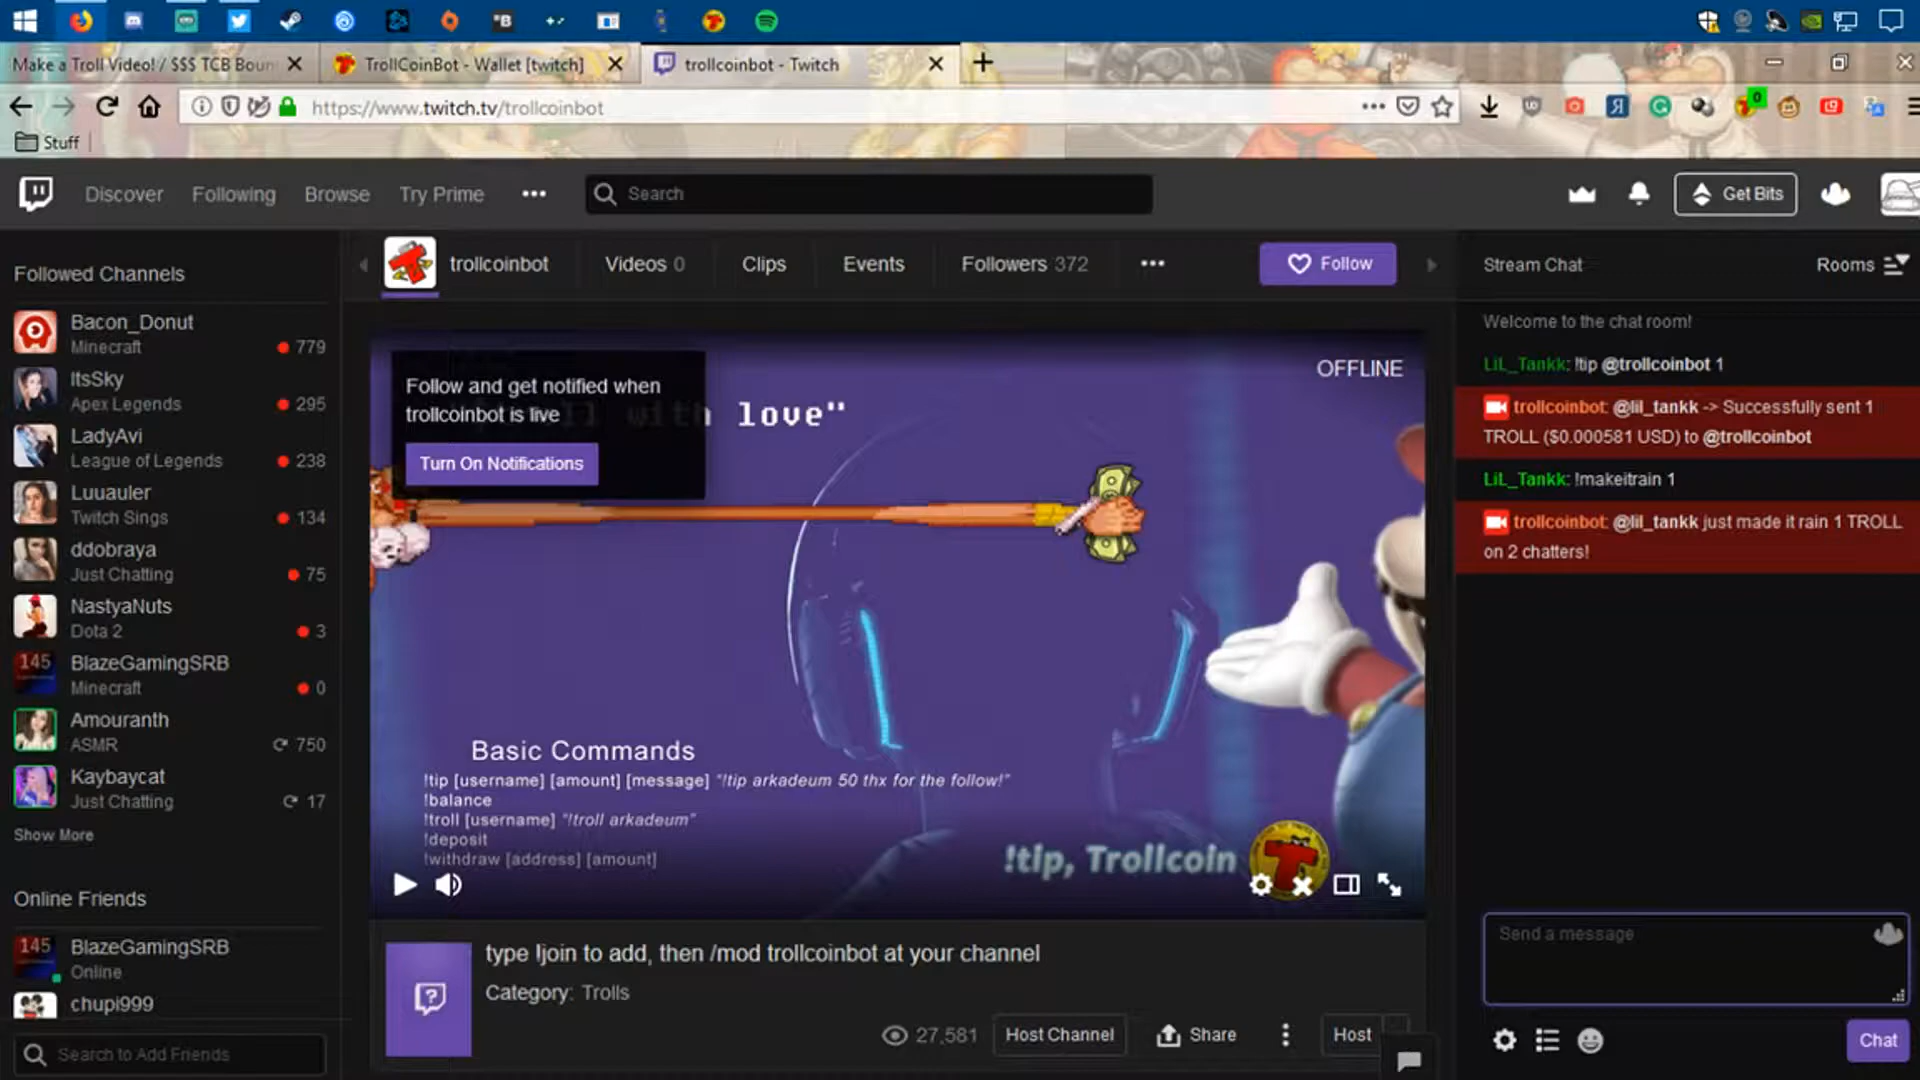 Make a Troll Video! / $$$ TCB Boun
TrollCoinBot - Wallet [twitch]
trollcoinbot - Twitch
https://www.twitch.tv/trollcoinbot
0
Stuff
Discover
Following
Browse
Try Prime
Search
Get Bits
Followed Channels
Bacon_Donut
Minecraft
779
ItsSky
Apex Legends
295
LadyAvi
League of Legends
238
Luuauler
Twitch Sings
134
ddobraya
Just Chatting
75
NastyaNuts
Dota 2
3
145
BlazeGamingSRB
Minecraft
0
Amouranth
ASMR
750
Kaybaycat
Just Chatting
17
Show More
Online Friends
145
BlazeGamingSRB
Online
chupi999
Search to Add Friends
trollcoinbot
Videos 0
Clips
Events
Followers 372
Follow
OFFLINE
Follow and get notified when
trollcoinbot is live
with love"
Turn On Notifications
Basic Commands
!tip [username] [amount] [message] "!tip arkadeum 50 thx for the follow!"
!balance
!troll [username] "!troll arkadeum"
!deposit
!withdraw [address] [amount]
!tip, Trollcoin
type !join to add, then /mod trollcoinbot at your channel
Category: Trolls
27,581
Host Channel
Share
Host
Stream Chat
Rooms
Welcome to the chat room!
LiL_Tankk: !tip @trollcoinbot 1
trollcoinbot: @lil_tankk -> Successfully sent 1
TROLL ($0.000581 USD) to @trollcoinbot
LiL_Tankk: !makeitrain 1
trollcoinbot: @lil_tankk just made it rain 1 TROLL
on 2 chatters!
Send a message
Chat